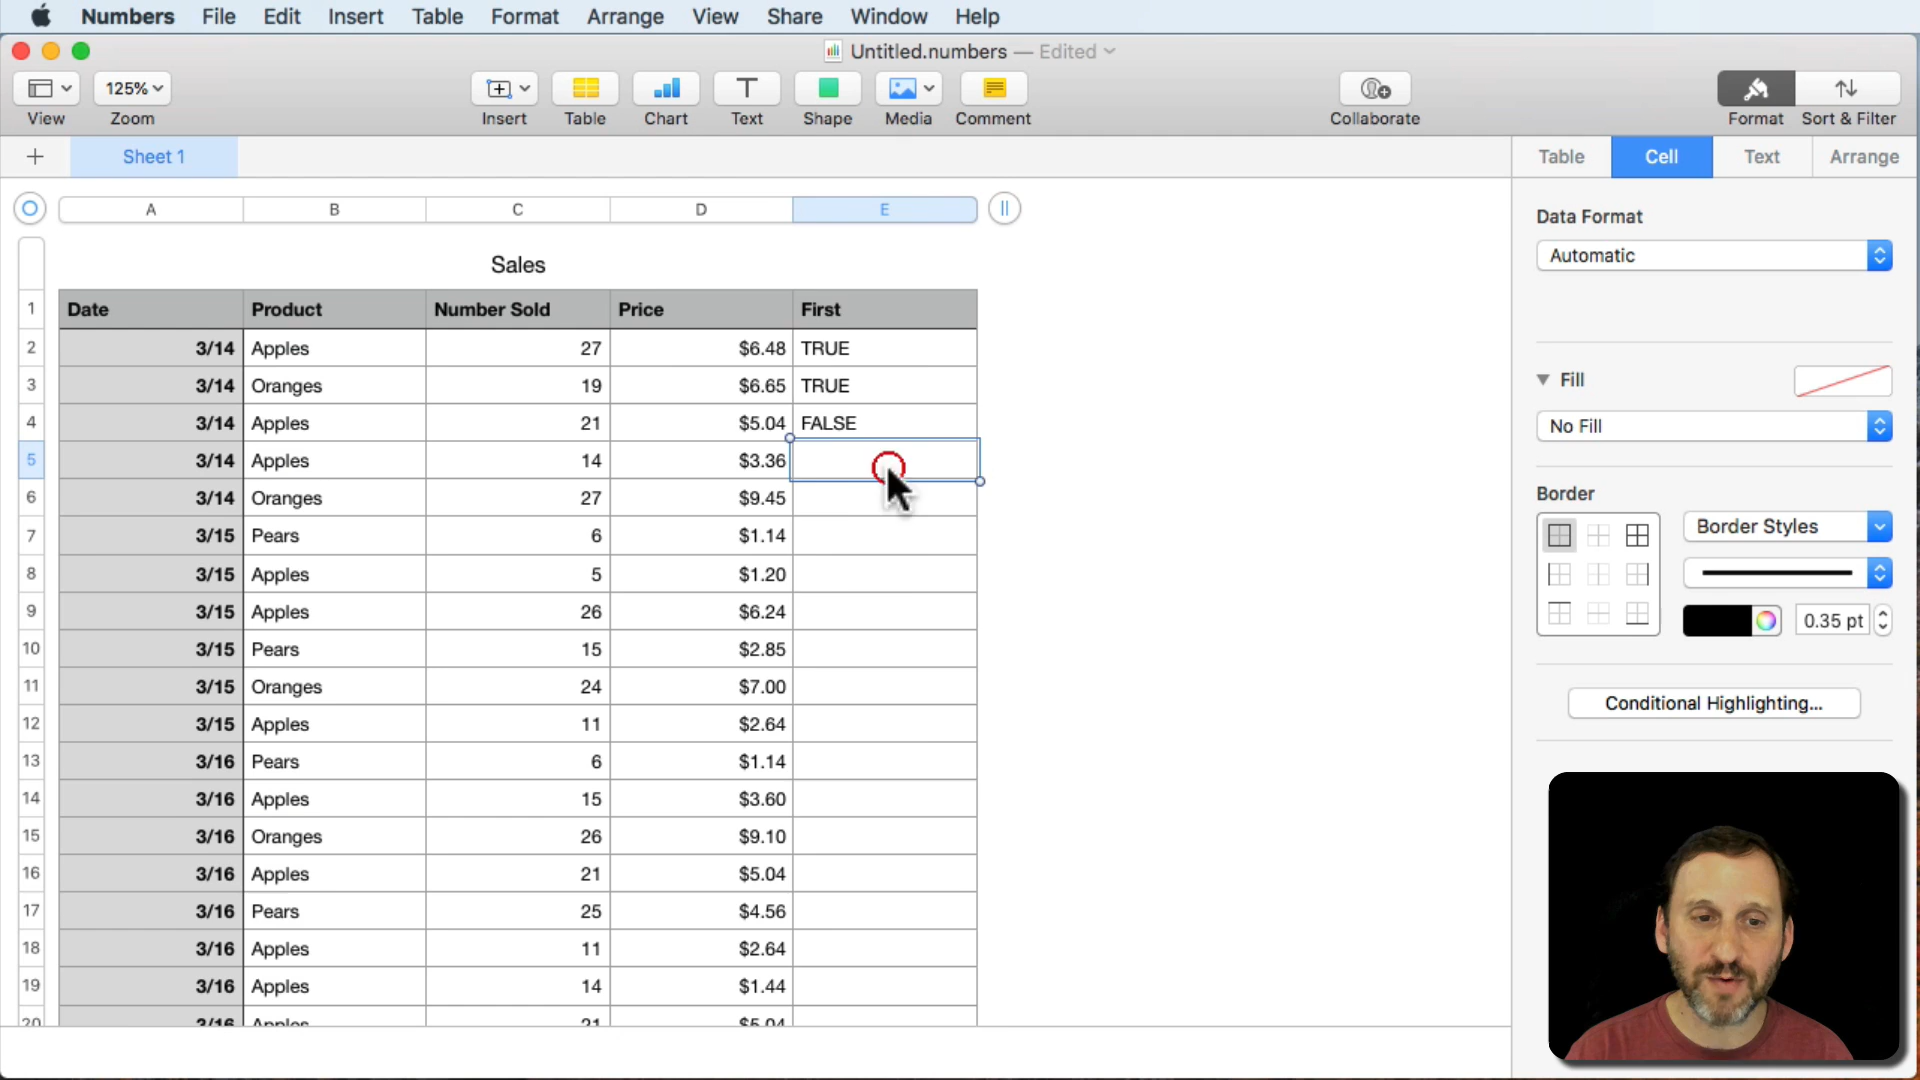 Numbers File Edit Insert Table Format Arrange View Share Window Help
Untitled.numbers — Edited
125%
View Zoom Insert Table Chart Text Shape Media Comment Collaborate Format Sort & Filter
Sheet 1
Table Cell Text Arrange
A B C D E
Sales
1 Date Product Number Sold Price First
2 3/14 Apples 27 $6.48 TRUE
3 3/14 Oranges 19 $6.65 TRUE
4 3/14 Apples 21 $5.04 FALSE
5 3/14 Apples 14 $3.36
6 3/14 Oranges 27 $9.45
7 3/15 Pears 6 $1.14
8 3/15 Apples 5 $1.20
9 3/15 Apples 26 $6.24
10 3/15 Pears 15 $2.85
11 3/15 Oranges 24 $7.00
12 3/15 Apples 11 $2.64
13 3/16 Pears 6 $1.14
14 3/16 Apples 15 $3.60
15 3/16 Oranges 26 $9.10
16 3/16 Apples 21 $5.04
17 3/16 Pears 25 $4.56
18 3/16 Apples 11 $2.64
19 3/16 Apples 14 $1.44
20 3/16 Apples 21 $5.04
Data Format
Automatic
Fill
No Fill
Border
Border Styles
0.35 pt
Conditional Highlighting...